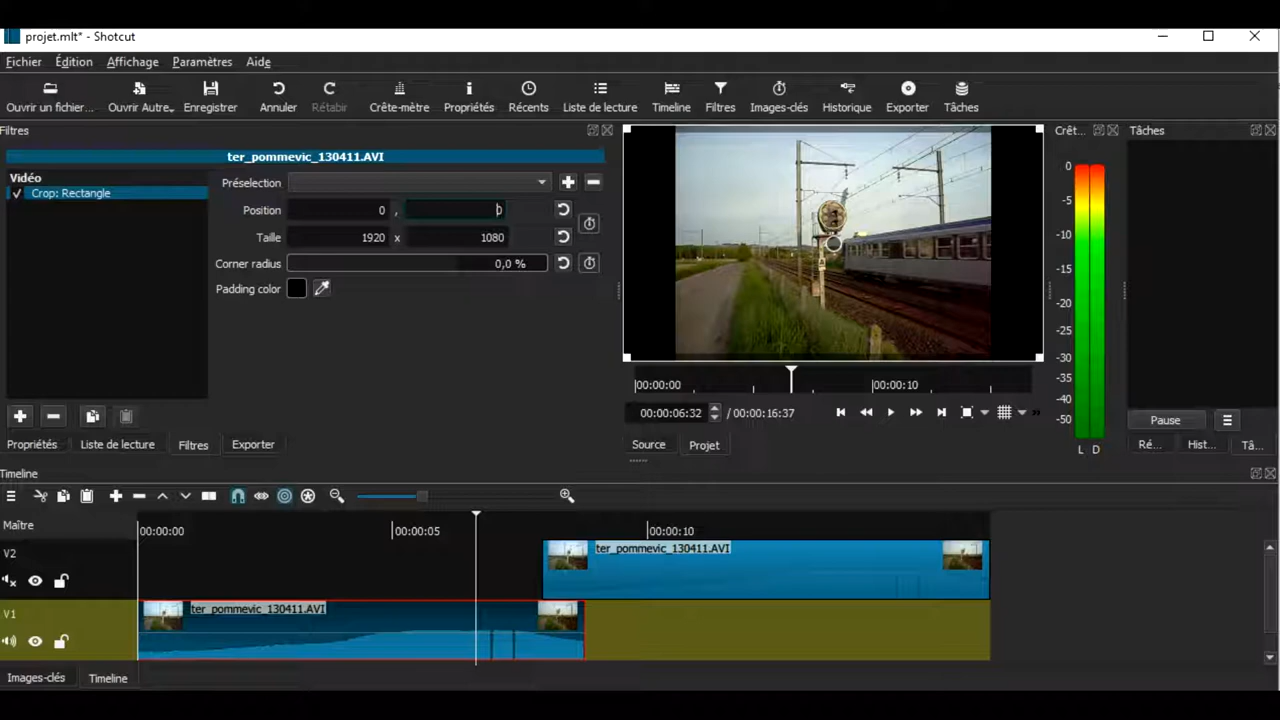 projet.mlt* - Shotcut
Fichier Édition Affichage Paramètres Aide
Ouvrir un fichier... Ouvrir Autre... Enregistrer Annuler Rétablir Crête-mètre Propriétés Récents Liste de lecture Timeline Filtres Images-clés Historique Exporter Tâches
Filtres
ter_pommevic_130411.AVI
Vidéo
Crop: Rectangle
Préselection
Position 0 , 0
Taille 1920 x 1080
Corner radius 0,0 %
Padding color
Propriétés Liste de lecture Filtres Exporter
00:00:00 00:00:10
00:00:06:32 / 00:00:16:37
Source Projet
Crêt...
0
-5
-10
-15
-20
-25
-30
-35
-40
-50
L D
Tâches
Pause
Ré... Hist... Tâ...
Timeline
Maître 00:00:00 00:00:05 00:00:10
V2 ter_pommevic_130411.AVI
V1 ter_pommevic_130411.AVI
Images-clés Timeline